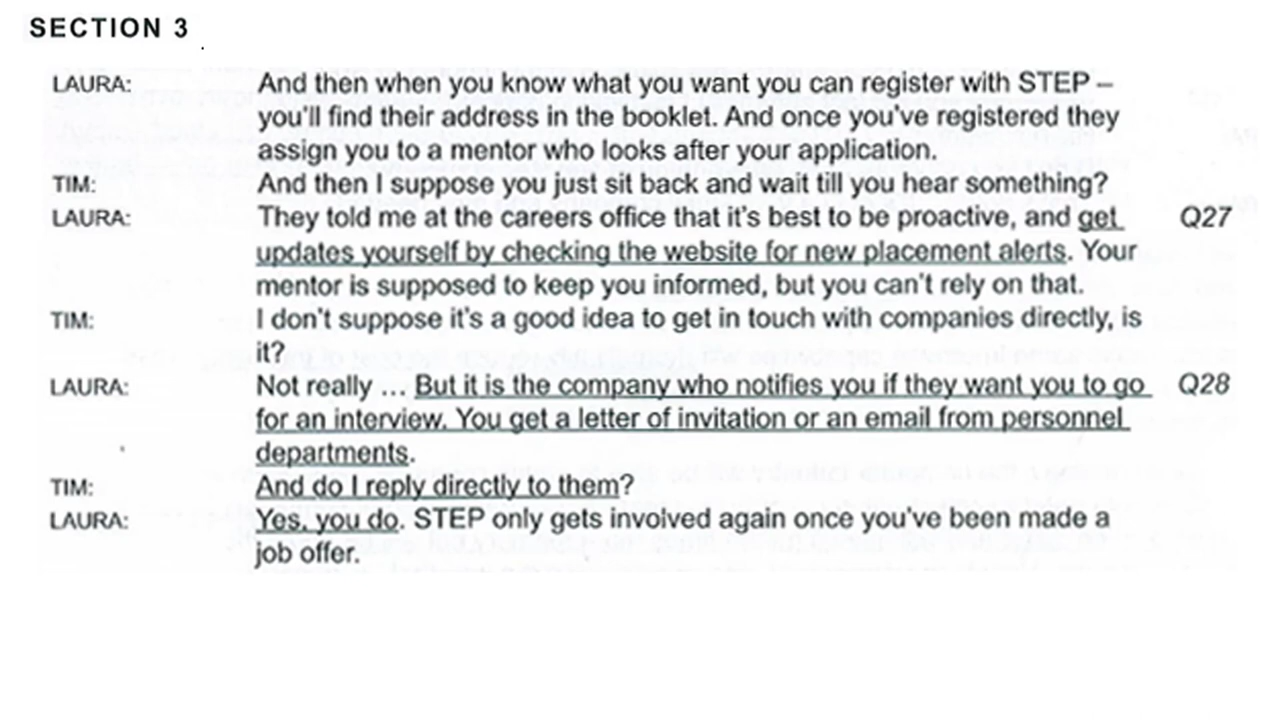 SECTION 3
LAURA: And then when you know what you want you can register with STEP –
you'll find their address in the booklet. And once you've registered they
assign you to a mentor who looks after your application.
TIM: And then I suppose you just sit back and wait till you hear something?
LAURA: They told me at the careers office that it's best to be proactive, and get Q27
updates yourself by checking the website for new placement alerts. Your
mentor is supposed to keep you informed, but you can't rely on that.
TIM: I don't suppose it's a good idea to get in touch with companies directly, is
it?
LAURA: Not really ... But it is the company who notifies you if they want you to go Q28
for an interview. You get a letter of invitation or an email from personnel
departments.
TIM: And do I reply directly to them?
LAURA: Yes, you do. STEP only gets involved again once you've been made a
job offer.